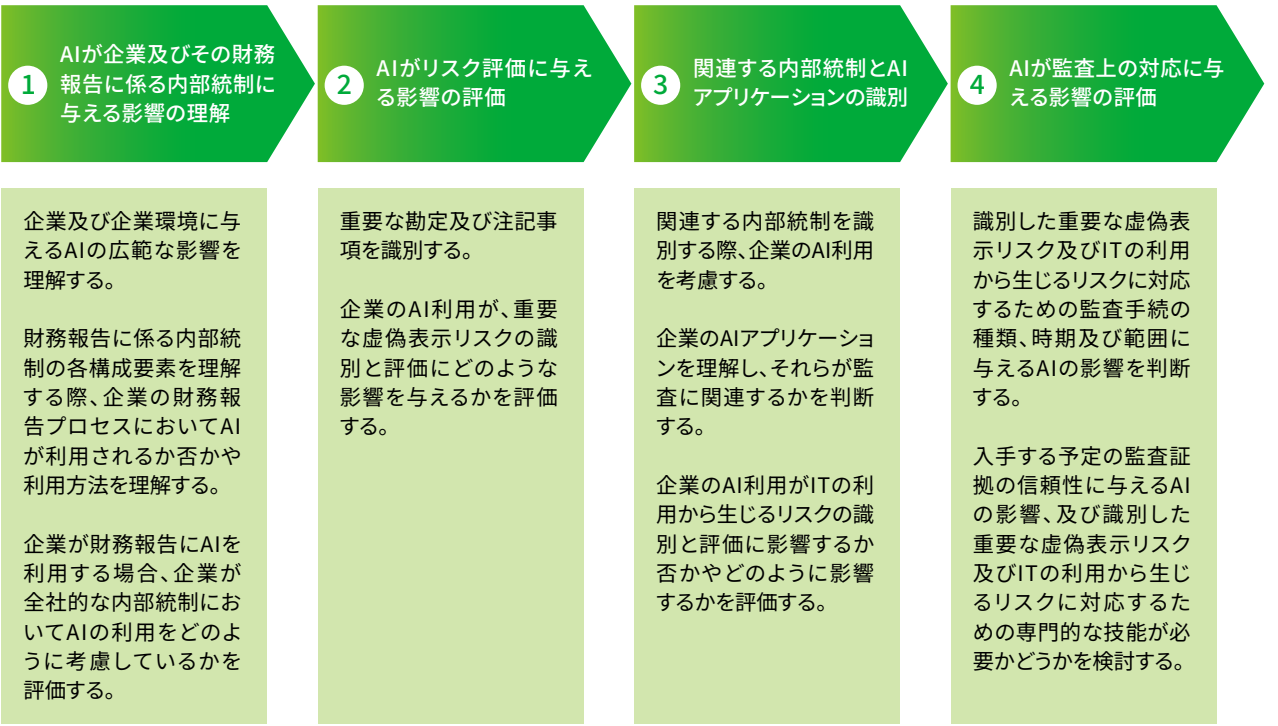 1
AIが企業及びその財務
報告に係る内部統制に
与える影響の理解
2
AIがリスク評価に与え
る影響の評価
3
関連する内部統制とAI
アプリケーションの識別
4
AIが監査上の対応に与
える影響の評価
企業及び企業環境に与
えるAIの広範な影響を
理解する。
財務報告に係る内部統
制の各構成要素を理解
する際、企業の財務報
告プロセスにおいてAI
が利用されるか否かや
利用方法を理解する。
企業が財務報告にAIを
利用する場合、企業が
全社的な内部統制にお
いてAIの利用をどのよ
うに考慮しているかを
評価する。
重要な勘定及び注記事
項を識別する。
企業のAI利用が、重要
な虚偽表示リスクの識
別と評価にどのような
影響を与えるかを評価
する。
関連する内部統制を識
別する際、企業のAI利用
を考慮する。
企業のAIアプリケーショ
ンを理解し、それらが監
査に関連するかを判断
する。
企業のAI利用がITの利
用から生じるリスクの識
別と評価に影響するか
否かやどのように影響
するかを評価する。
識別した重要な虚偽表
示リスク及びITの利用
から生じるリスクに対応
するための監査手続の
種類、時期及び範囲に
与えるAIの影響を判断
する。
入手する予定の監査証
拠の信頼性に与えるAI
の影響、及び識別した
重要な虚偽表示リスク
及びITの利用から生じ
るリスクに対応するた
めの専門的な技能が必
要かどうかを検討する。